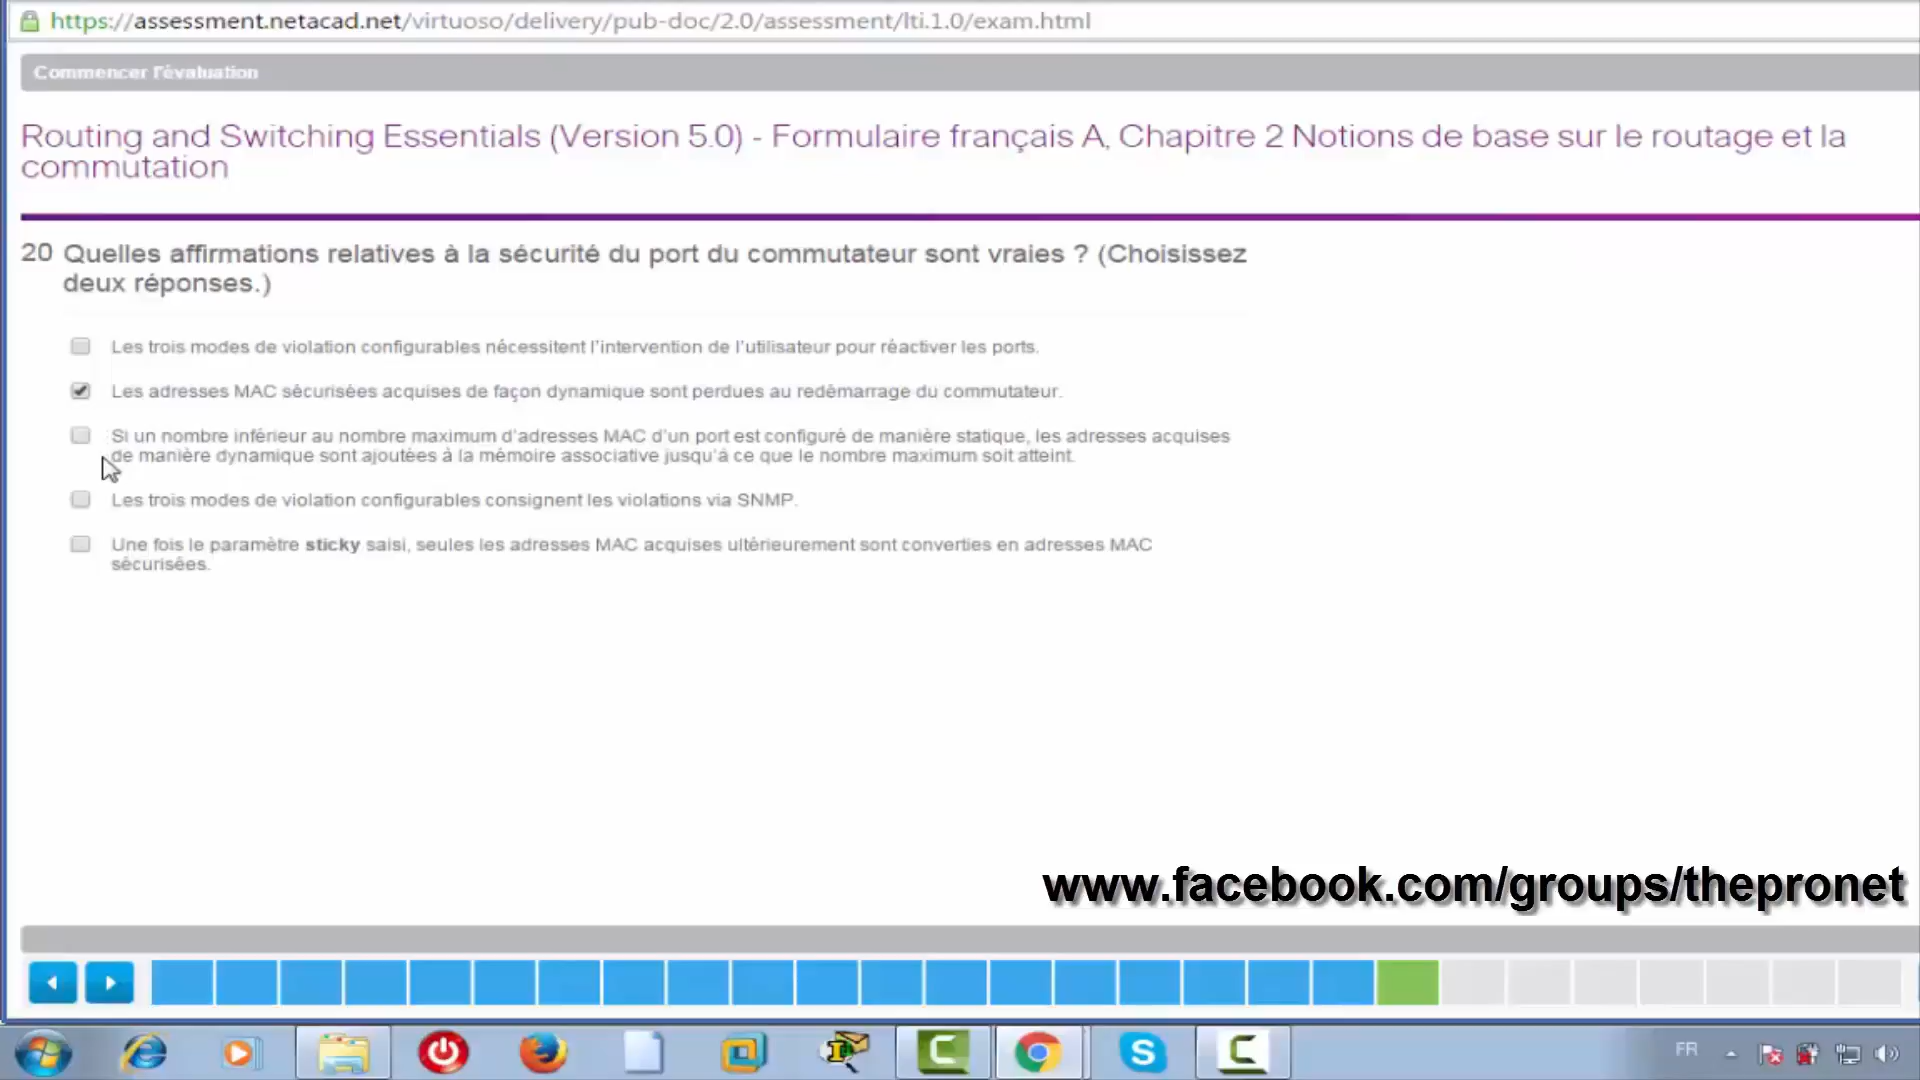 https://assessment.netacad.net/virtuoso/delivery/pub-doc/2.0/assessment/lti.1.0/exam.html
Commencer l'évaluation
Routing and Switching Essentials (Version 5.0) - Formulaire français A, Chapitre 2 Notions de base sur le routage et la
commutation
20 Quelles affirmations relatives à la sécurité du port du commutateur sont vraies ? (Choisissez
deux réponses.)
Les trois modes de violation configurables nécessitent l'intervention de l'utilisateur pour réactiver les ports.
Les adresses MAC sécurisées acquises de façon dynamique sont perdues au redémarrage du commutateur.
Si un nombre inférieur au nombre maximum d'adresses MAC d'un port est configuré de manière statique, les adresses acquises
de manière dynamique sont ajoutées à la mémoire associative jusqu'à ce que le nombre maximum soit atteint.
Les trois modes de violation configurables consignent les violations via SNMP.
Une fois le paramètre sticky saisi, seules les adresses MAC acquises ultérieurement sont converties en adresses MAC
sécurisées.
www.facebook.com/groups/thepronet
FR